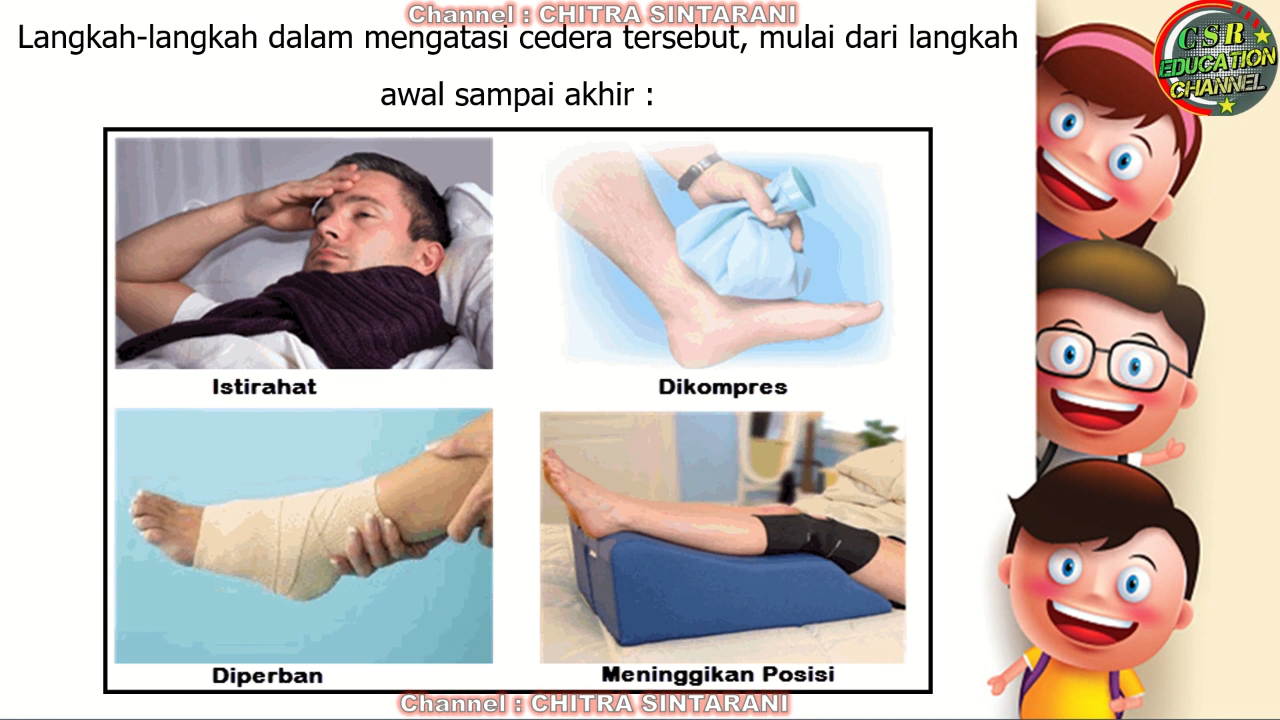 Channel : CHITRA SINTARANI
Langkah-langkah dalam mengatasi cedera tersebut, mulai dari langkah
awal sampai akhir :
CSR
EDUCATION
CHANNEL
Istirahat
Dikompres
Diperban
Meninggikan Posisi
Channel : CHITRA SINTARANI